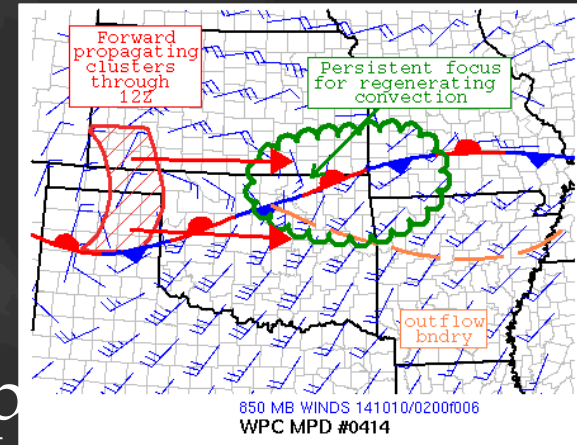 Forward
propagating
clusters
through
12Z
Persistent focus
for regenerating
convection
outflow
bndry
850 MB WINDS 141010/0200f006
WPC MPD #0414